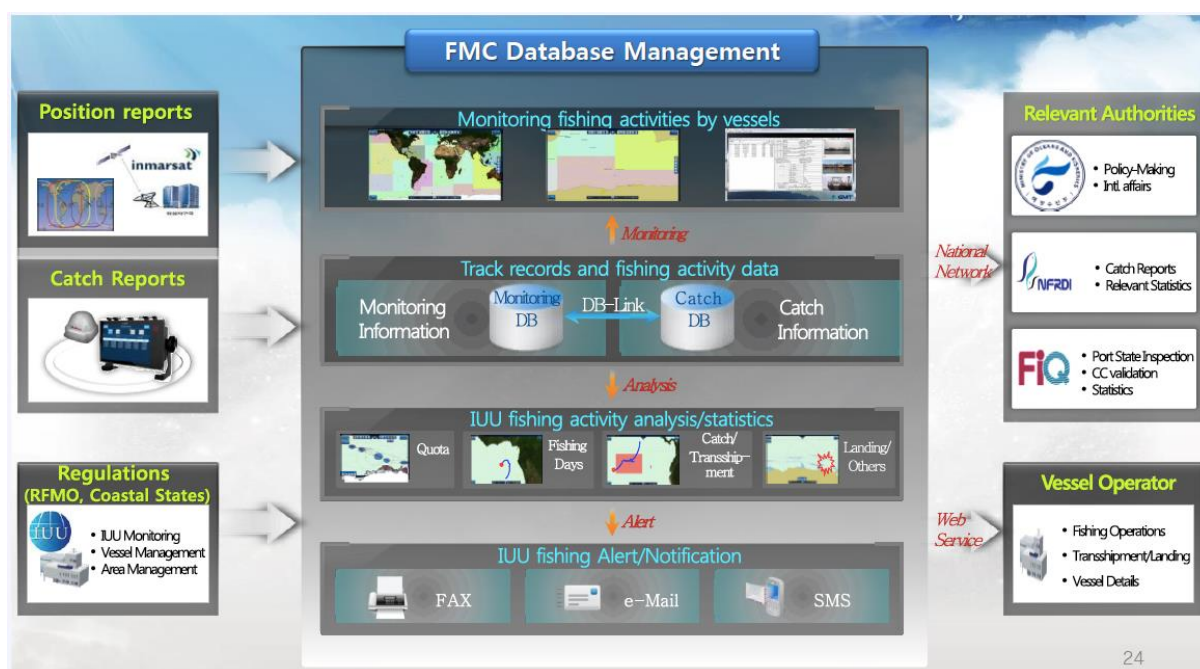 FMC Database Management
Position reports
inmarsat
Catch Reports
Regulations
(RFMO, Coastal States)
IUU
• IUU Monitoring
• Vessel Management
• Area Management
Monitoring fishing activities by vessels
Monitoring
Track records and fishing activity data
Monitoring
Information
Monitoring
DB
DB-Link
Catch
DB
Catch
Information
Analysis
IUU fishing activity analysis/statistics
Quota
Fishing
Days
Catch/
Transship-
ment
Landing/
Others
Alert
IUU fishing Alert/Notification
FAX
e-Mail
SMS
National
Network
Web
Service
Relevant Authorities
• Policy-Making
• Intl. affairs
NFRDI
• Catch Reports
• Relevant Statistics
FiQ
• Port State Inspection
• CC validation
• Statistics
Vessel Operator
• Fishing Operations
• Transshipment/Landing
• Vessel Details
24